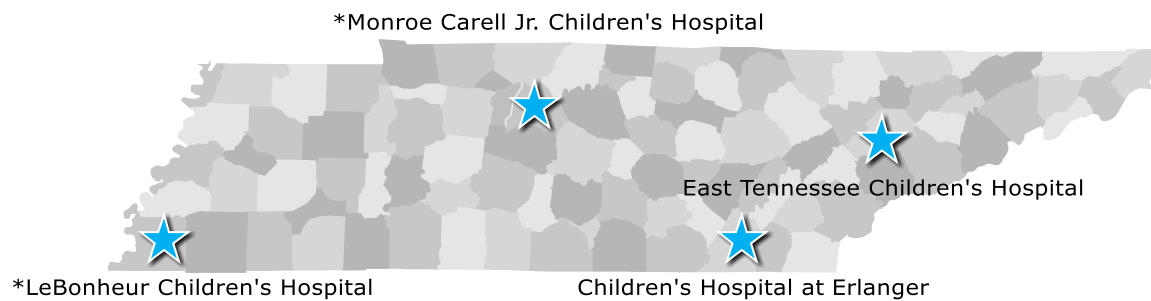 *Monroe Carell Jr. Children's Hospital
East Tennessee Children's Hospital
*LeBonheur Children's Hospital
Children's Hospital at Erlanger